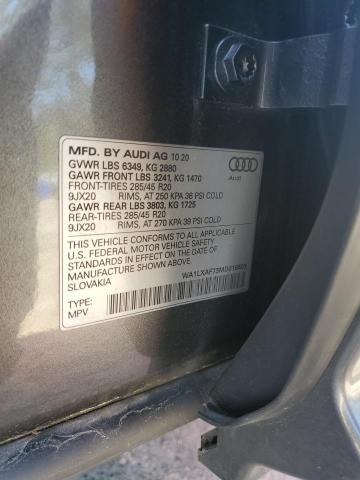 MFD. BY AUDI AG 10 20
GVWR LBS 6349, KG 2880
GAWR FRONT LBS 3241, KG 1470
FRONT-TIRES 285/45 R20
9JX20 RIMS, AT 250 KPA 36 PSI COLD
GAWR REAR LBS 3803, KG 1725
REAR-TIRES 285/45 R20
9JX20 RIMS, AT 270 KPA 39 PSI COLD
Audi
THIS VEHICLE CONFORMS TO ALL APPLICABLE
U.S. FEDERAL MOTOR VEHICLE SAFETY
STANDARDS IN EFFECT ON THE DATE OF
MANUFACTURE SHOWN ABOVE
SLOVAKIA
TYPE:
MPV